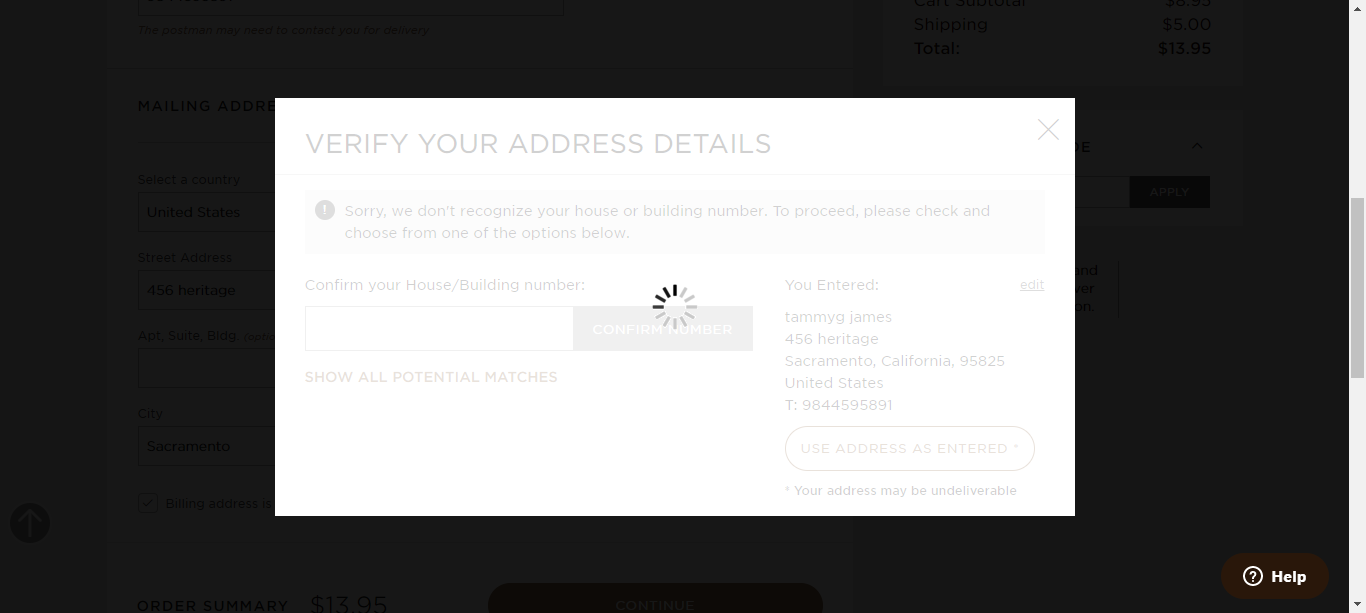 Cart Subtotal $8.95
Shipping $5.00
Total: $13.95
The postman may need to contact you for delivery
MAILING ADDRE
Select a country
United States
Street Address
456 heritage
Apt, Suite, Bldg.
City
Sacramento
Billing address is
VERIFY YOUR ADDRESS DETAILS
Sorry, we don't recognize your house or building number. To proceed, please check and
choose from one of the options below.
Confirm your House/Building number:
CONFIRM NUMBER
SHOW ALL POTENTIAL MATCHES
You Entered:
edit
tammyg james
456 heritage
Sacramento, California, 95825
United States
T: 9844595891
USE ADDRESS AS ENTERED *
* Your address may be undeliverable
DE
APPLY
and
ver
on.
ORDER SUMMARY $13.95
CONTINUE
Help